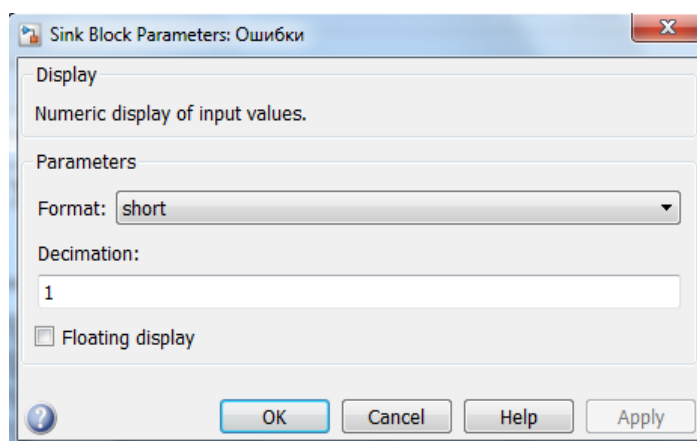 Sink Block Parameters: Ошибки
X
Display
Numeric display of input values.
Parameters
Format: short
Decimation:
1
Floating display
? OK Cancel Help Apply